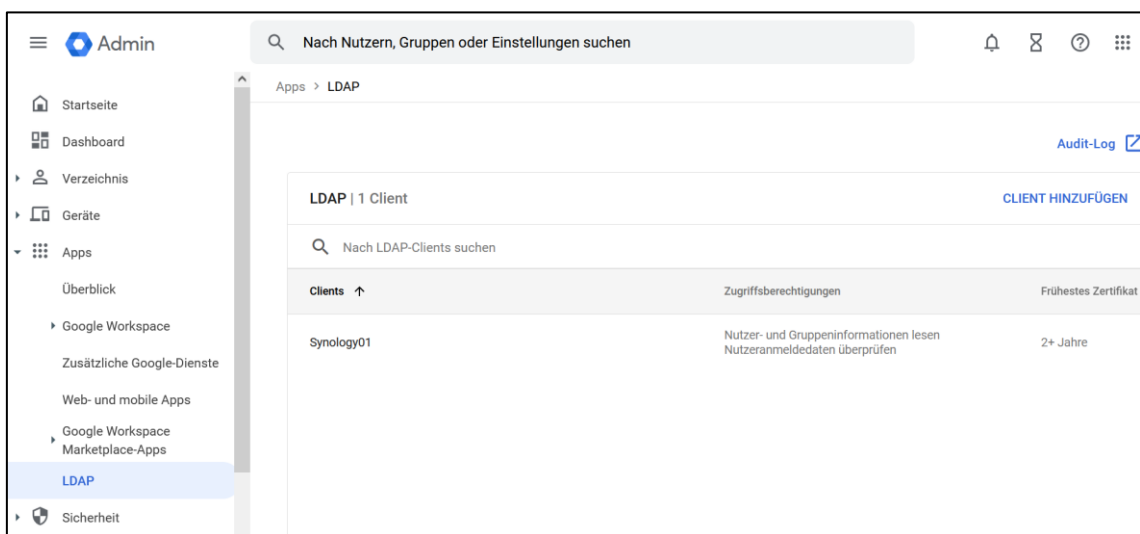 Admin
Nach Nutzern, Gruppen oder Einstellungen suchen
Startseite
Dashboard
Verzeichnis
Geräte
Apps
Überblick
Google Workspace
Zusätzliche Google-Dienste
Web- und mobile Apps
Google Workspace
Marketplace-Apps
LDAP
Sicherheit
Apps > LDAP
Audit-Log
LDAP | 1 Client
CLIENT HINZUFÜGEN
Nach LDAP-Clients suchen
Clients Zugriffsberechtigungen Frühestes Zertifikat
Synology01 Nutzer- und Gruppeninformationen lesen 2+ Jahre
Nutzeranmeldedaten überprüfen